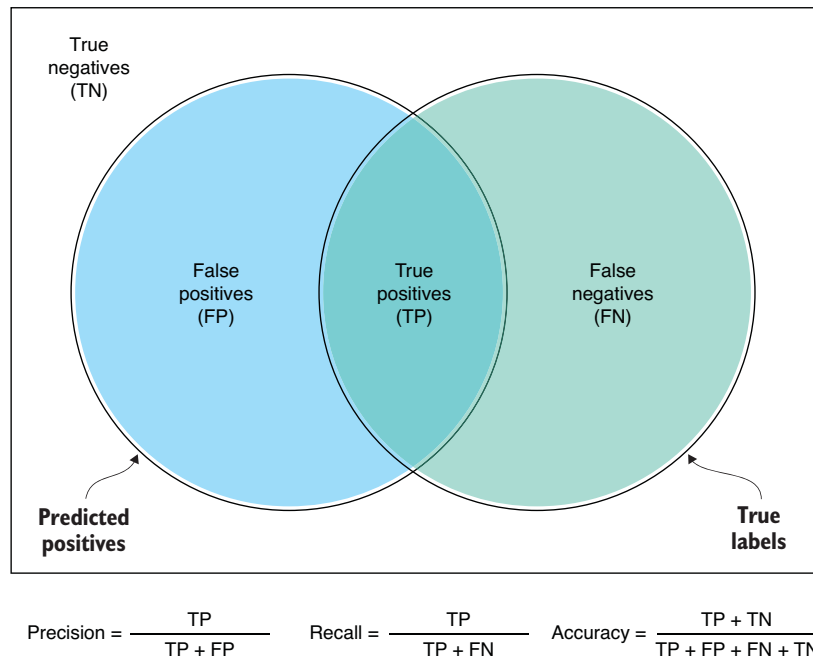 True
negatives
(TN)
False
positives
(FP)
True
positives
(TP)
False
negatives
(FN)
Predicted
positives
True
labels
Precision = TP / TP + FP
Recall = TP / TP + FN
Accuracy = TP + TN / TP + FP + FN + TN